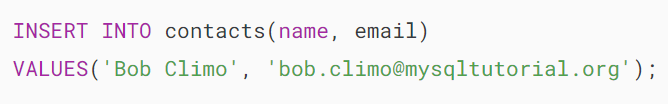 INSERT INTO contacts(name, email)
VALUES('Bob Climo', 'bob.climo@mysqltutorial.org');